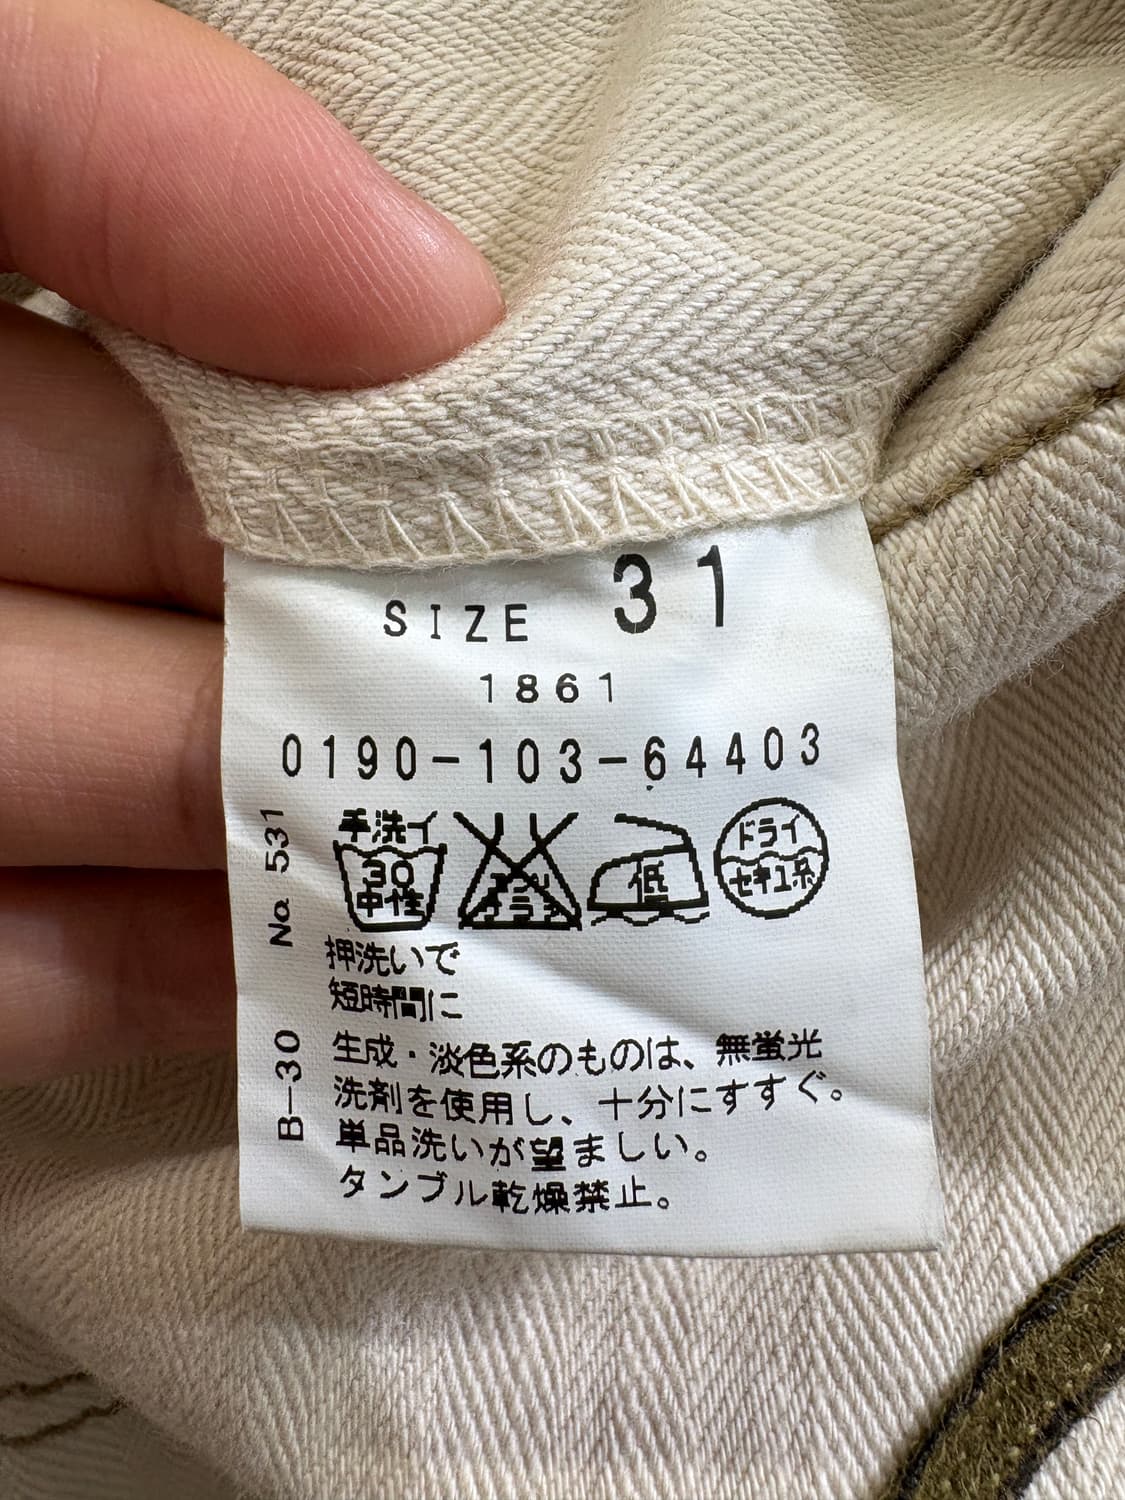 SIZE 31
1861
0190-103-64403
手洗イ
30
中性
低
ドライ
セキユ系
押洗いで
短時間に
生成・淡色系のものは、無蛍光
洗剤を使用し、十分にすすぐ。
単品洗いが望ましい。
タンブル乾燥禁止。
No 531
B-30